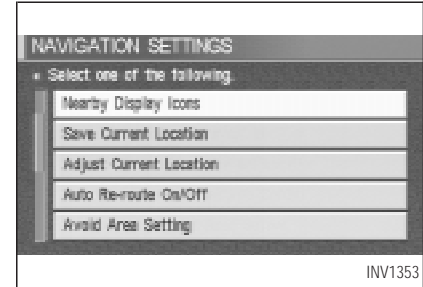 NAVIGATION SETTINGS
Select one of the following.
Nearby Display Icons
Save Current Location
Adjust Current Location
Auto Re-route On/Off
Avoid Area Setting
INV1353